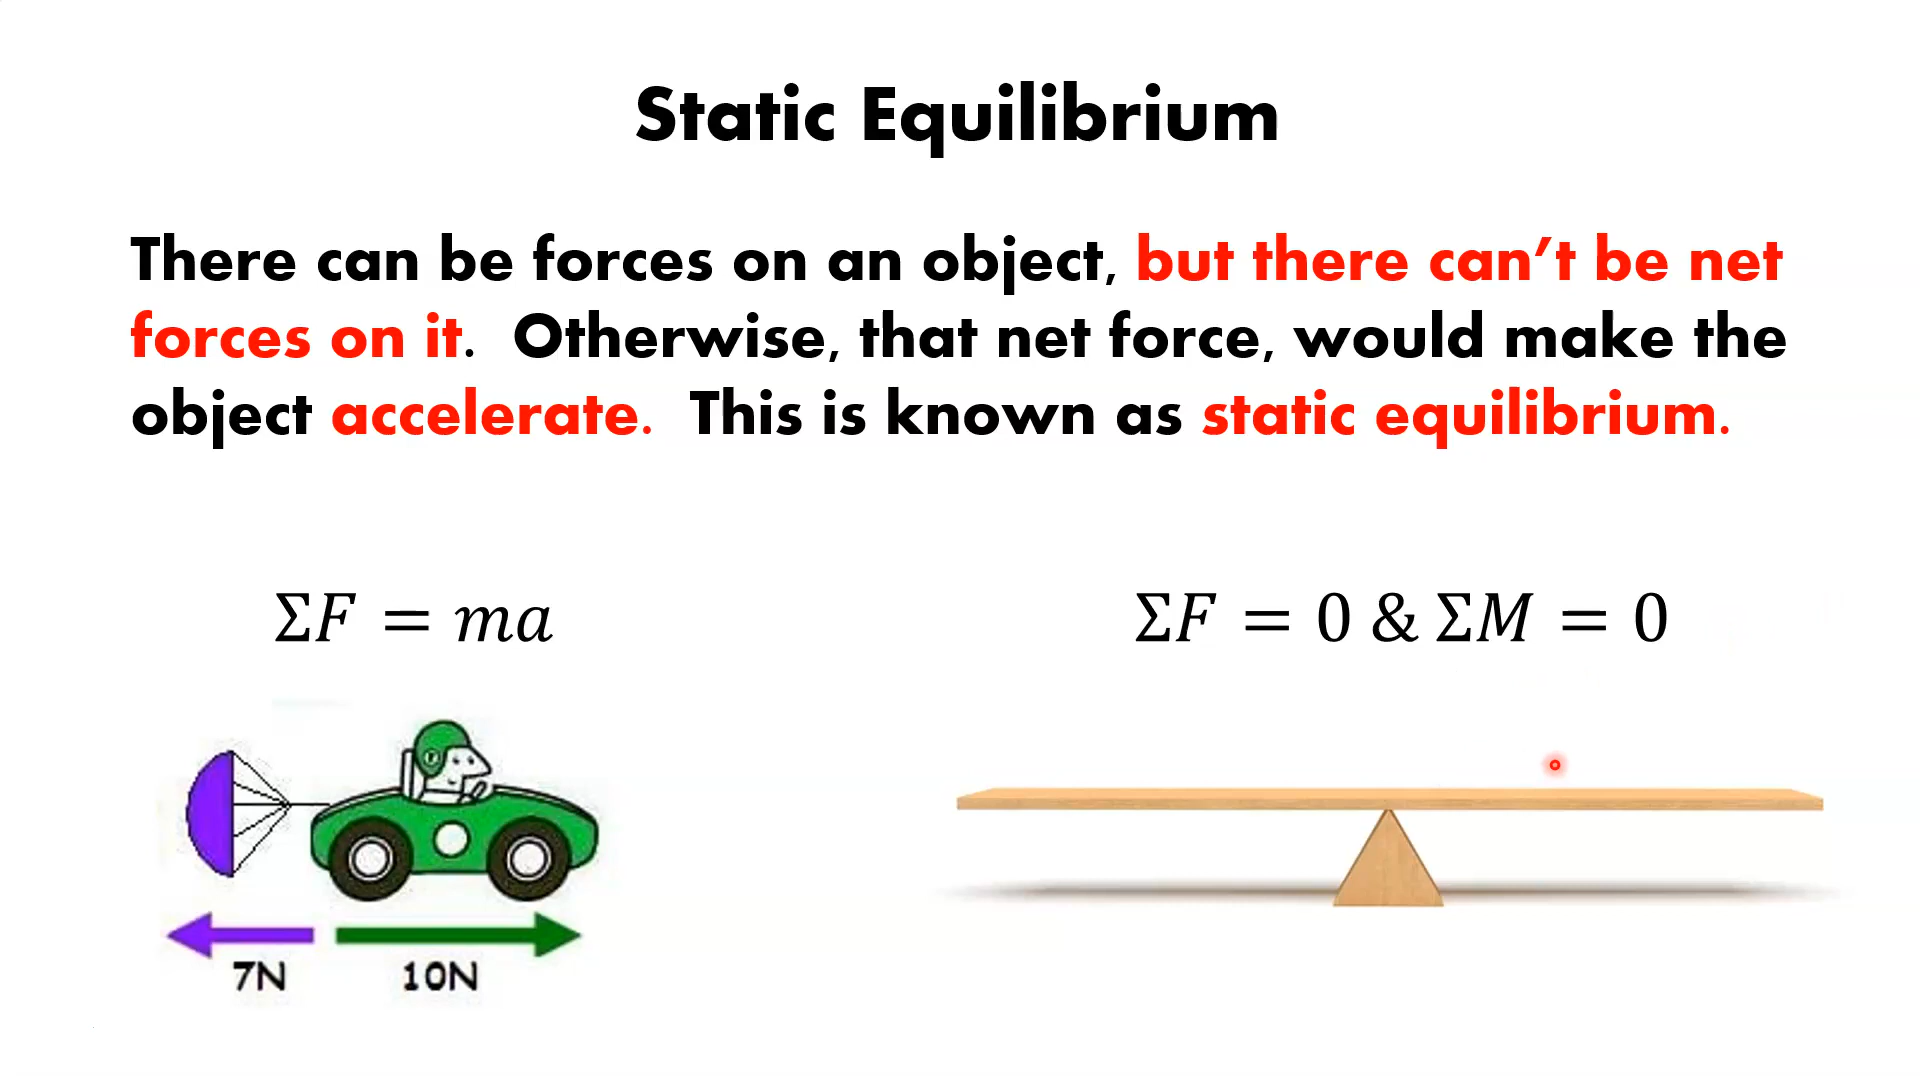 Static Equilibrium
There can be forces on an object, but there can’t be net
forces on it.  Otherwise, that net force, would make the
object accelerate.  This is known as static equilibrium.
ΣF = ma
ΣF = 0 & ΣM = 0
7N
10N